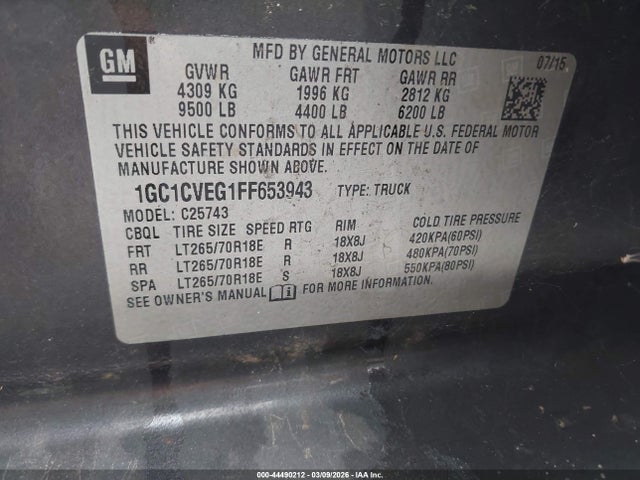 GM
MFD BY GENERAL MOTORS LLC 07/15
GVWR GAWR FRT GAWR RR
4309 KG 1996 KG 2812 KG
9500 LB 4400 LB 6200 LB
THIS VEHICLE CONFORMS TO ALL APPLICABLE U.S. FEDERAL MOTOR
VEHICLE SAFETY STANDARDS IN EFFECT ON THE DATE OF
MANUFACTURE SHOWN ABOVE.
1GC1CVEG1FF653943 TYPE: TRUCK
MODEL: C25743
CBQL TIRE SIZE SPEED RTG RIM COLD TIRE PRESSURE
FRT LT265/70R18E R 18X8J 420KPA(60PSI)
RR LT265/70R18E R 18X8J 480KPA(70PSI)
SPA LT265/70R18E S 18X8J 550KPA(80PSI)
SEE OWNER'S MANUAL FOR MORE INFORMATION.
000-44490212 - 03/09/2026 - IAAI.COM